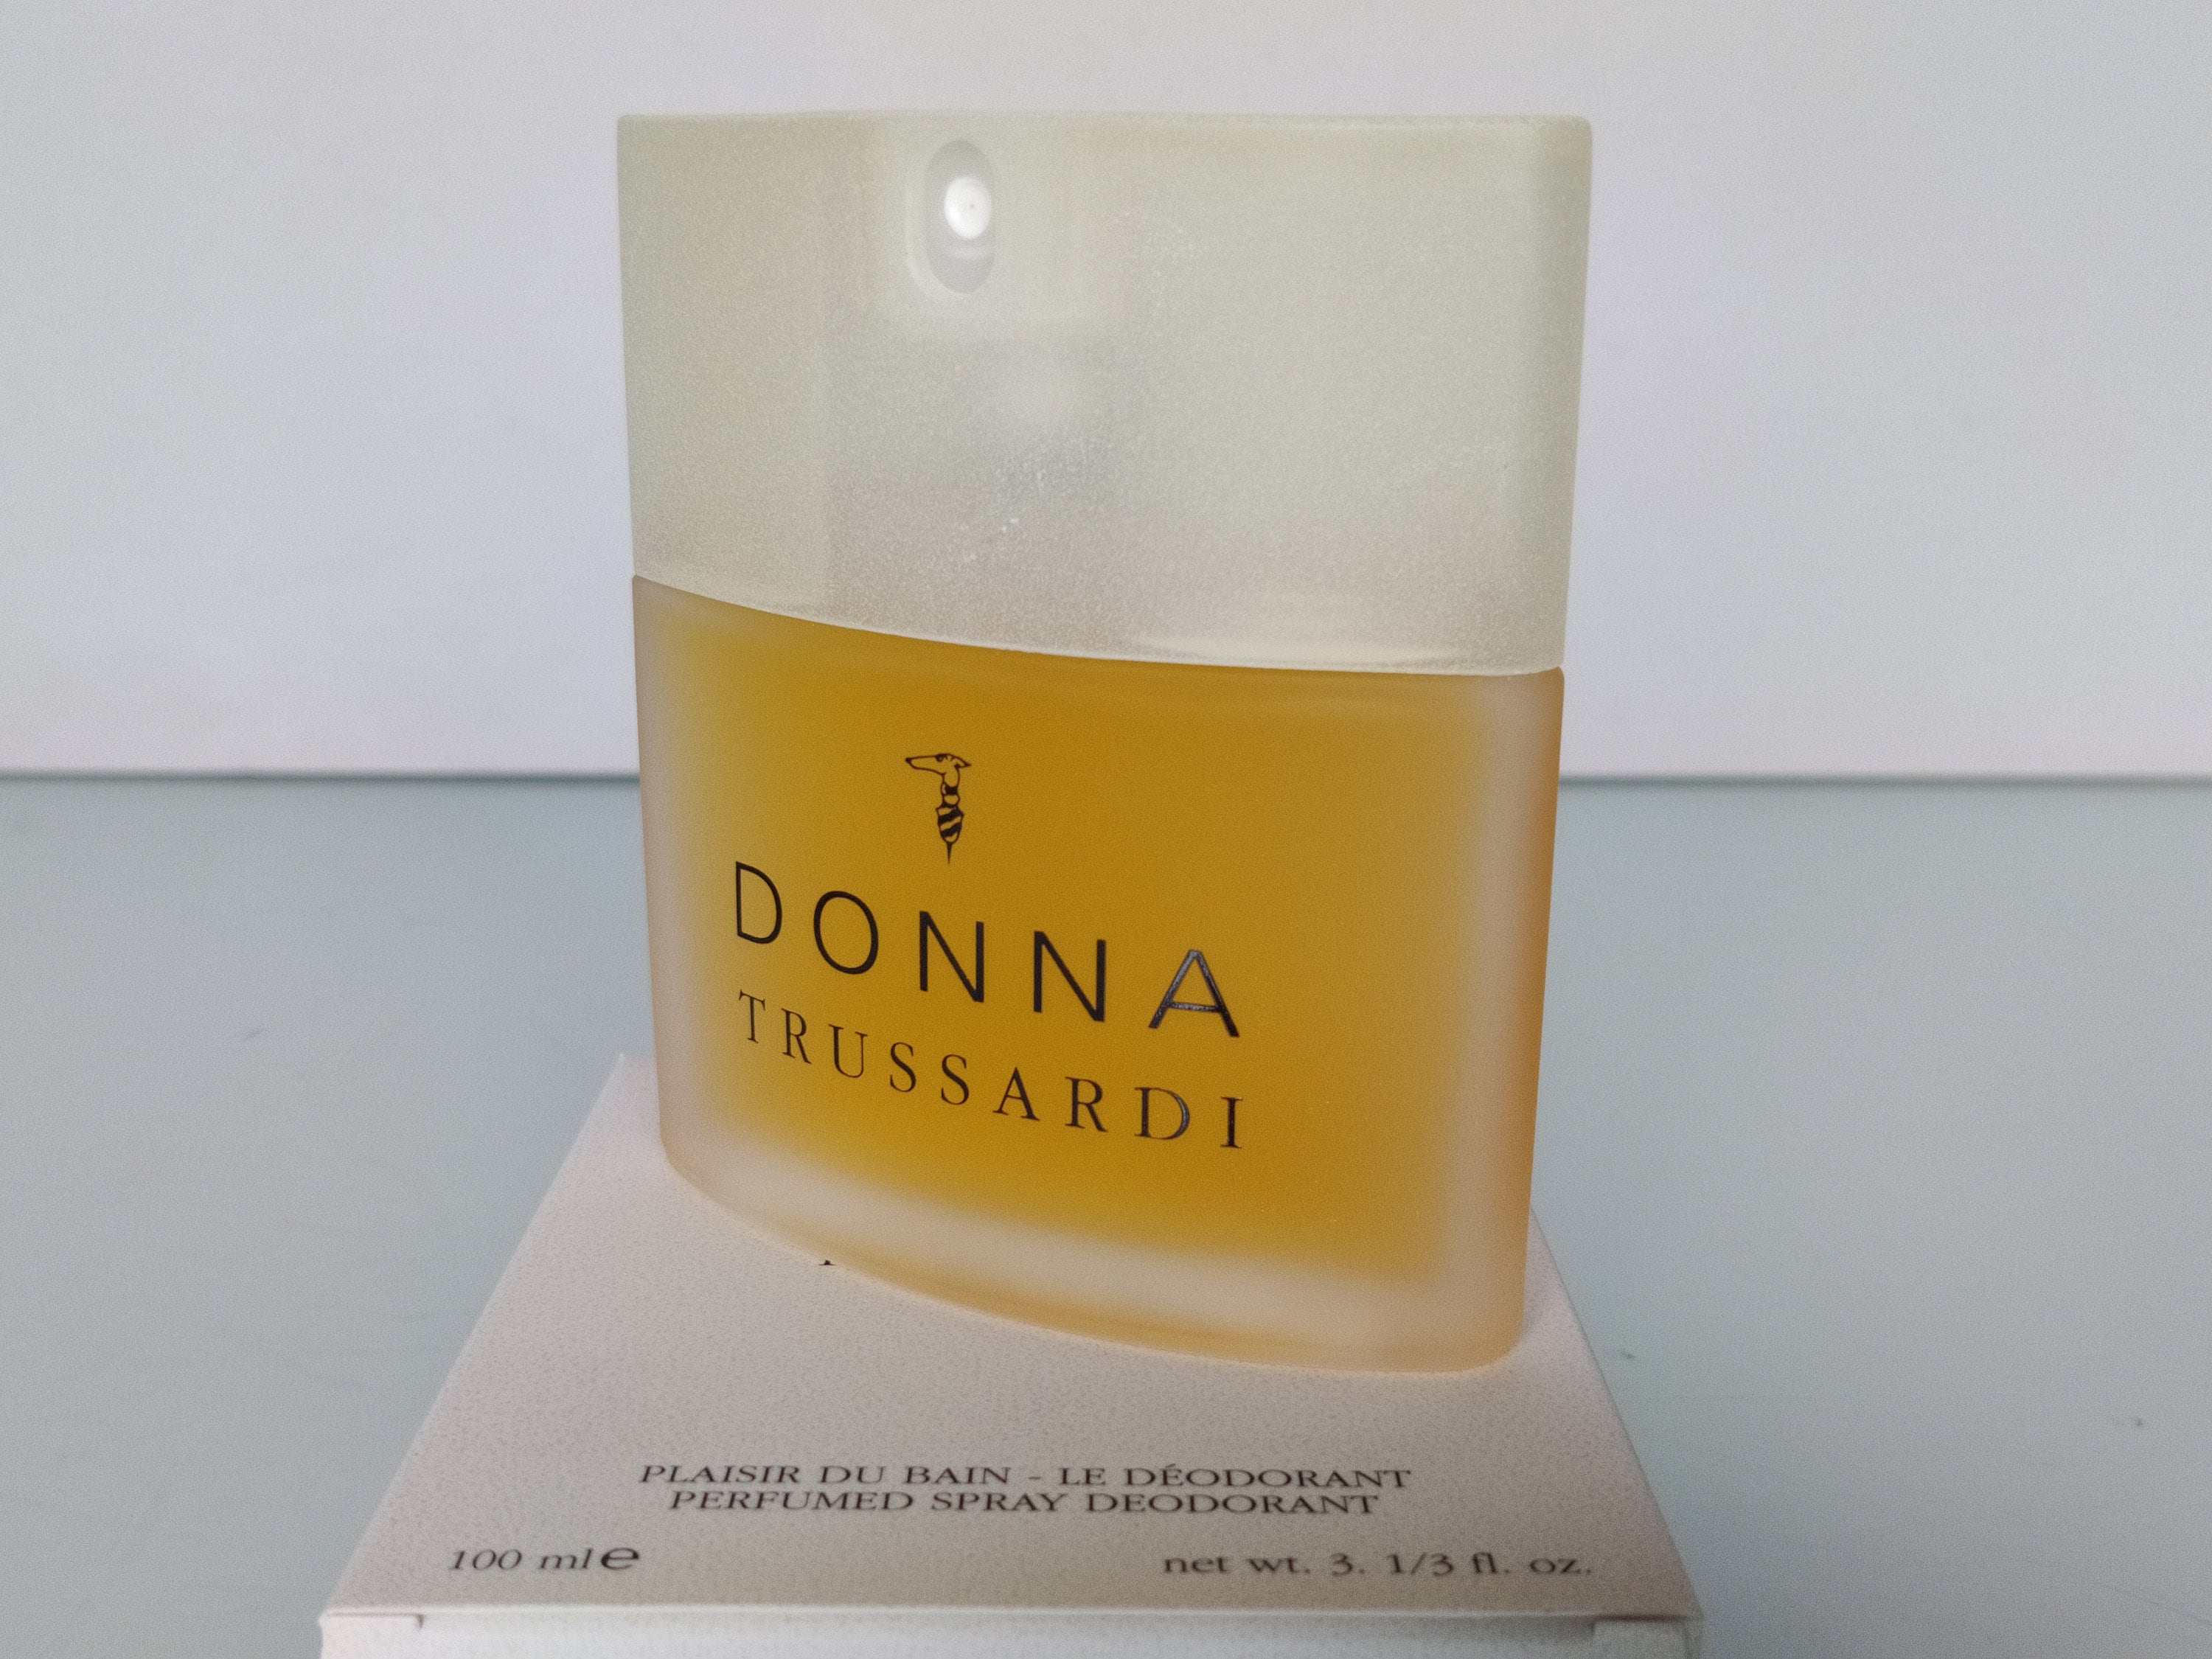 DONNA
TRUSSARDI
PLAISIR DU BAIN - LE DÉODORANT
PERFUMED SPRAY DEODORANT
100 ml e
net wt. 3. 1/3 fl. oz.